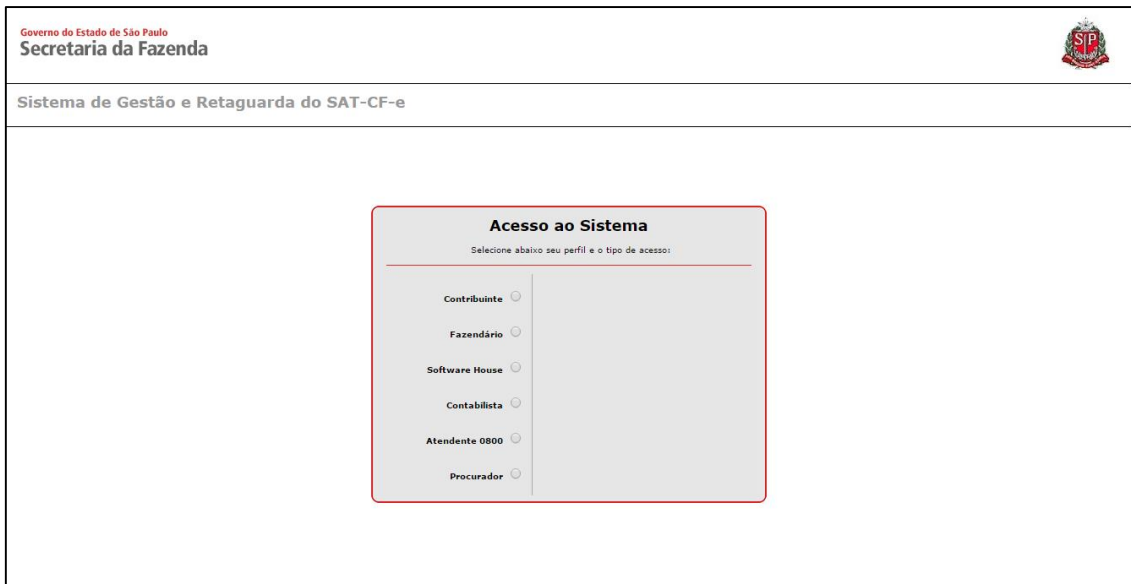 Governo do Estado de São Paulo
Secretaria da Fazenda
SP
Sistema de Gestão e Retaguarda do SAT-CF-e
Acesso ao Sistema
Selecione abaixo seu perfil e o tipo de acesso:
Contribuinte
Fazendário
Software House
Contabilista
Atendente 0800
Procurador